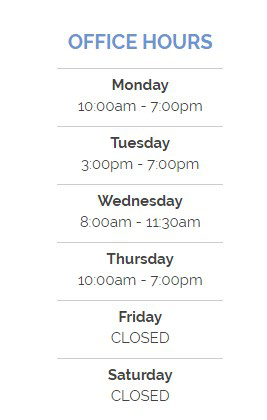 OFFICE HOURS
Monday
10:00am - 7:00pm
Tuesday
3:00pm - 7:00pm
Wednesday
8:00am - 11:30am
Thursday
10:00am - 7:00pm
Friday
CLOSED
Saturday
CLOSED